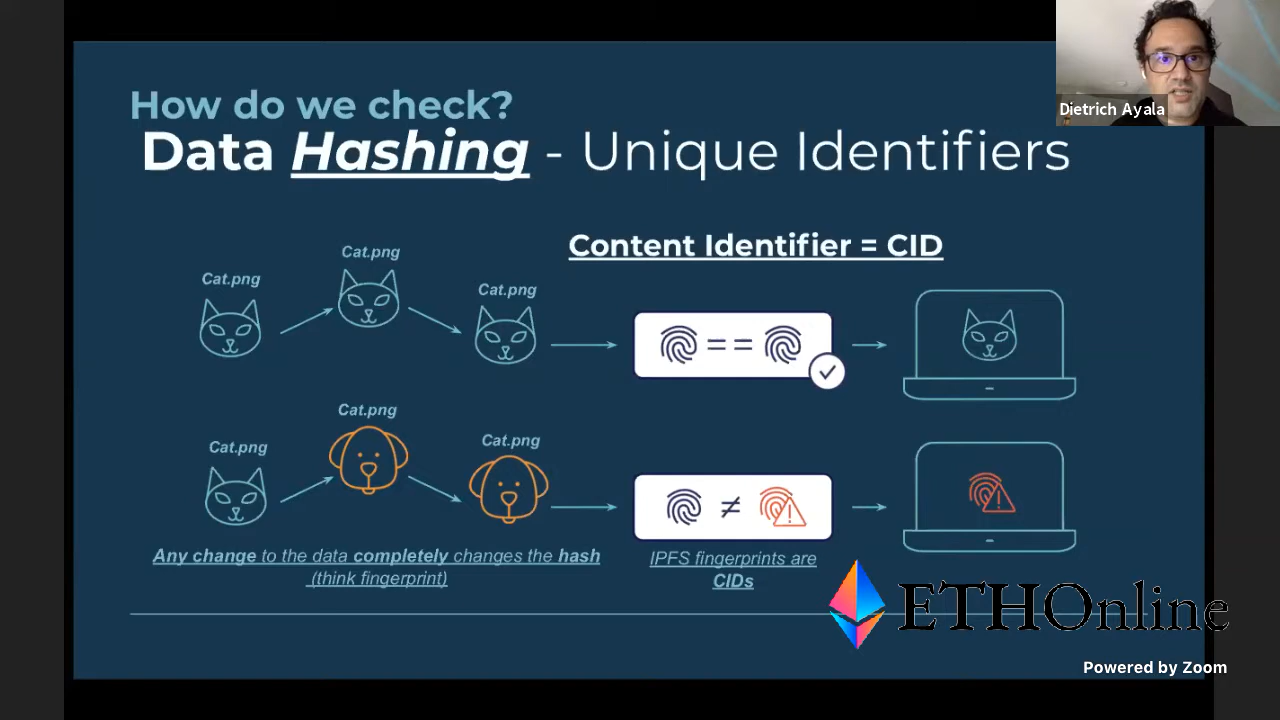 How do we check?
Data Hashing - Unique Identifiers
Dietrich Ayala
Content Identifier = CID
Cat.png
Cat.png
Cat.png
= =
Cat.png
Cat.png
Cat.png
≠
Any change to the data completely changes the hash
(think fingerprint)
IPFS fingerprints are
CIDs
ETHOnline
Powered by Zoom